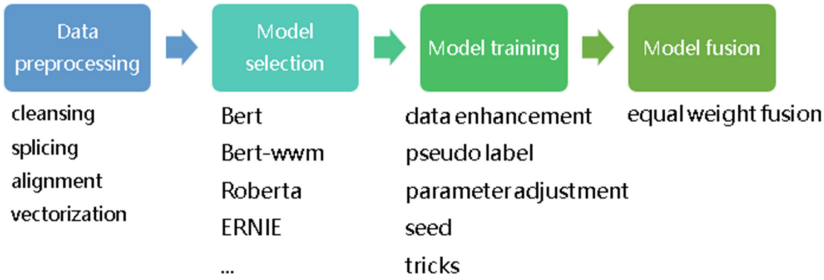 Data
preprocessing
Model
selection
Model training
Model fusion
cleansing
splicing
alignment
vectorization
Bert
Bert-wwm
Roberta
ERNIE
...
data enhancement
pseudo label
parameter adjustment
seed
tricks
equal weight fusion